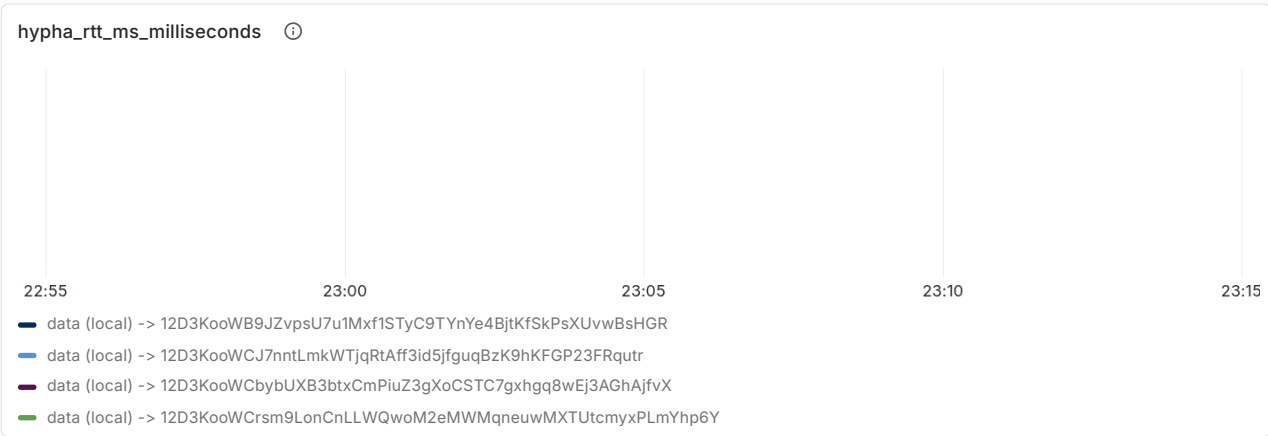 hypha_rtt_ms_milliseconds
22:55 23:00 23:05 23:10 23:15
data (local) -> 12D3KooWB9JZvpsU7u1Mxf1STyC9TYnYe4BjtKfSkPsXUvwBsHGR
data (local) -> 12D3KooWCJ7nntLmkWTjqRtAff3id5jfguqBzK9hKFGP23FRqutr
data (local) -> 12D3KooWCbybUXB3btxCmPiuZ3gXoCSTC7gxhgq8wEj3AGhAjfvX
data (local) -> 12D3KooWCrsm9LonCnLLWQwoM2eMWMqneuwMXTUtcmyxPLmYhp6Y